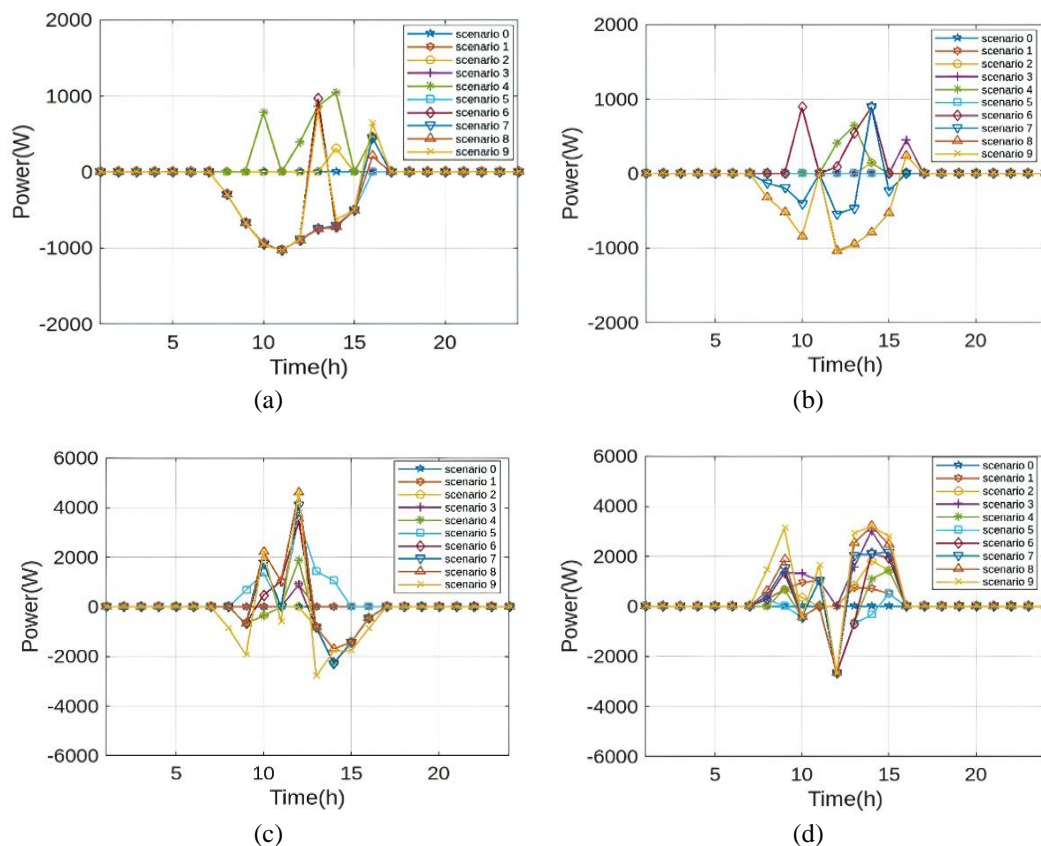 2000
1000
0
-1000
-2000
Power(W)
5
10
15
20
Time(h)
scenario 0
scenario 1
scenario 2
scenario 3
scenario 4
scenario 5
scenario 6
scenario 7
scenario 8
scenario 9
(a)
2000
1000
0
-1000
-2000
Power(W)
5
10
15
20
Time(h)
scenario 0
scenario 1
scenario 2
scenario 3
scenario 4
scenario 5
scenario 6
scenario 7
scenario 8
scenario 9
(b)
6000
4000
2000
0
-2000
-4000
-6000
Power(W)
5
10
15
20
Time(h)
scenario 0
scenario 1
scenario 2
scenario 3
scenario 4
scenario 5
scenario 6
scenario 7
scenario 8
scenario 9
(c)
6000
4000
2000
0
-2000
-4000
-6000
Power(W)
5
10
15
20
Time(h)
scenario 0
scenario 1
scenario 2
scenario 3
scenario 4
scenario 5
scenario 6
scenario 7
scenario 8
scenario 9
(d)